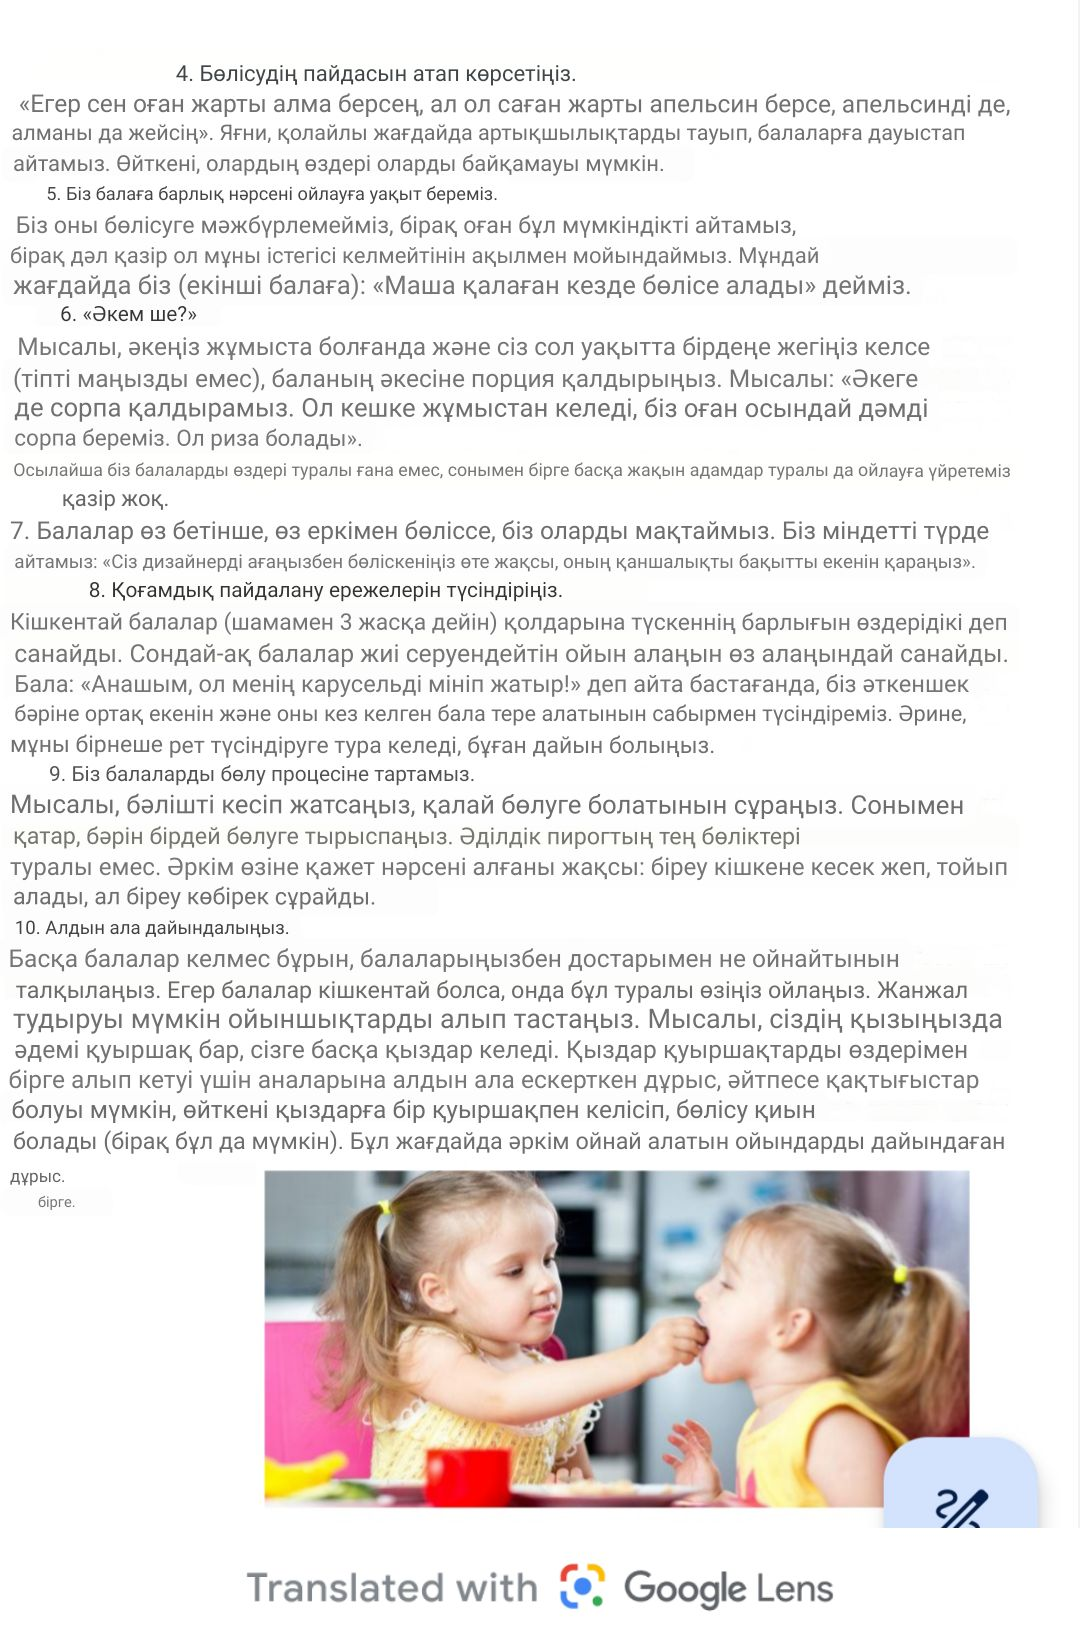 4. Бөлісудің пайдасын атап көрсетіңіз.
«Егер сен оған жарты алма берсең, ал ол саған жарты апельсин берсе, апельсинді де,
алманы да жейсің». Яғни, қолайлы жағдайда артықшылықтарды тауып, балаларға дауыстап
айтамыз. Өйткені, олардың өздері оларды байқамауы мүмкін.
5. Біз балаға барлық нәрсені ойлауға уақыт береміз.
Біз оны бөлісуге мәжбүрлемейміз, бірақ оған бұл мүмкіндікті айтамыз,
бірақ дәл қазір ол мұны істегісі келмейтінін ақылмен мойындаймыз. Мұндай
жағдайда біз (екінші балаға): «Маша қалаған кезде бөлісе алады» дейміз.
6. «Әкем ше?»
Мысалы, әкеңіз жұмыста болғанда және сіз сол уақытта бірдеңе жегіңіз келсе
(тіпті маңызды емес), баланың әкесіне порция қалдырыңыз. Мысалы: «Әкеге
де сорпа қалдырамыз. Ол кешке жұмыстан келеді, біз оған осындай дәмді
сорпа береміз. Ол риза болады».
Осылайша біз балаларды өздері туралы ғана емес, сонымен бірге басқа жақын адамдар туралы да ойлауға үйретеміз
қазір жоқ.
7. Балалар өз бетінше, өз еркімен бөліссе, біз оларды мақтаймыз. Біз міндетті түрде
айтамыз: «Сіз дизайнерді ағаңызбен бөліскеніңіз өте жақсы, оның қаншалықты бақытты екенін қараңыз».
8. Қоғамдық пайдалану ережелерін түсіндіріңіз.
Кішкентай балалар (шамамен 3 жасқа дейін) қолдарына түскеннің барлығын өздерідікі деп
санайды. Сондай-ақ балалар жиі серуендейтін ойын алаңын өз алаңындай санайды.
Бала: «Анашым, ол менің карусельді мініп жатыр!» деп айта бастағанда, біз әткеншек
бәріне ортақ екенін және оны кез келген бала тере алатынын сабырмен түсіндіреміз. Әрине,
мұны бірнеше рет түсіндіруге тура келеді, бұған дайын болыңыз.
9. Біз балаларды бөлу процесіне тартамыз.
Мысалы, бәлішті кесіп жатсаңыз, қалай бөлуге болатынын сұраңыз. Сонымен
қатар, бәрін бірдей бөлуге тырыспаңыз. Әділдік пирогтың тең бөліктері
туралы емес. Әркім өзіне қажет нәрсені алғаны жақсы: біреу кішкене кесек жеп, тойып
алады, ал біреу көбірек сұрайды.
10. Алдын ала дайындалыңыз.
Басқа балалар келмес бұрын, балаларыңызбен достарымен не ойнайтынын
талқылаңыз. Егер балалар кішкентай болса, онда бұл туралы өзіңіз ойлаңыз. Жанжал
тудыруы мүмкін ойыншықтарды алып тастаңыз. Мысалы, сіздің қызыңызда
әдемі қуыршақ бар, сізге басқа қыздар келеді. Қыздар қуыршақтарды өздерімен
бірге алып кетуі үшін аналарына алдын ала ескерткен дұрыс, әйтпесе қақтығыстар
болуы мүмкін, өйткені қыздарға бір қуыршақпен келісіп, бөлісу қиын
болады (бірақ бұл да мүмкін). Бұл жағдайда әркім ойнай алатын ойындарды дайындаған
дұрыс.
бірге.
Translated with Google Lens